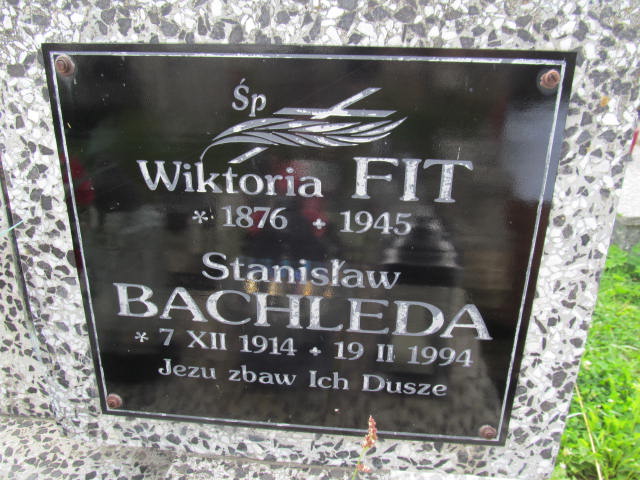 Śp
Wiktoria FIT
* 1876 + 1945
Stanisław
BACHLEDA
* 7 XII 1914 + 19 II 1994
Jezu zbaw Ich Dusze